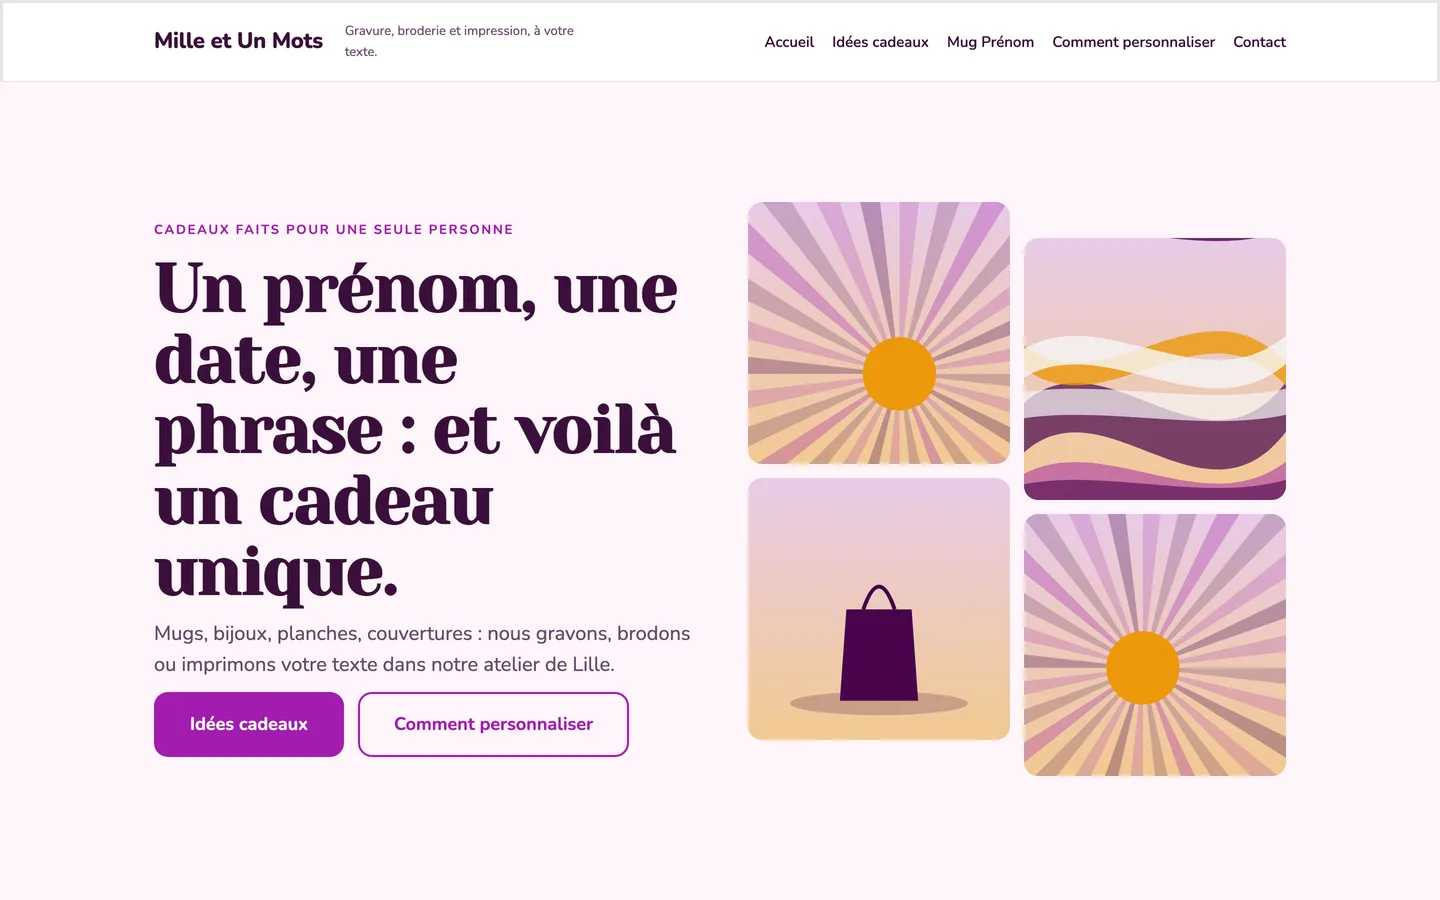 Mille et Un Mots
Gravure, broderie et impression, à votre
texte.
Accueil
Idées cadeaux
Mug Prénom
Comment personnaliser
Contact
CADEAUX FAITS POUR UNE SEULE PERSONNE
Un prénom, une
date, une
phrase : et voilà
un cadeau
unique.
Mugs, bijoux, planches, couvertures : nous gravons, brodons
ou imprimons votre texte dans notre atelier de Lille.
Idées cadeaux
Comment personnaliser